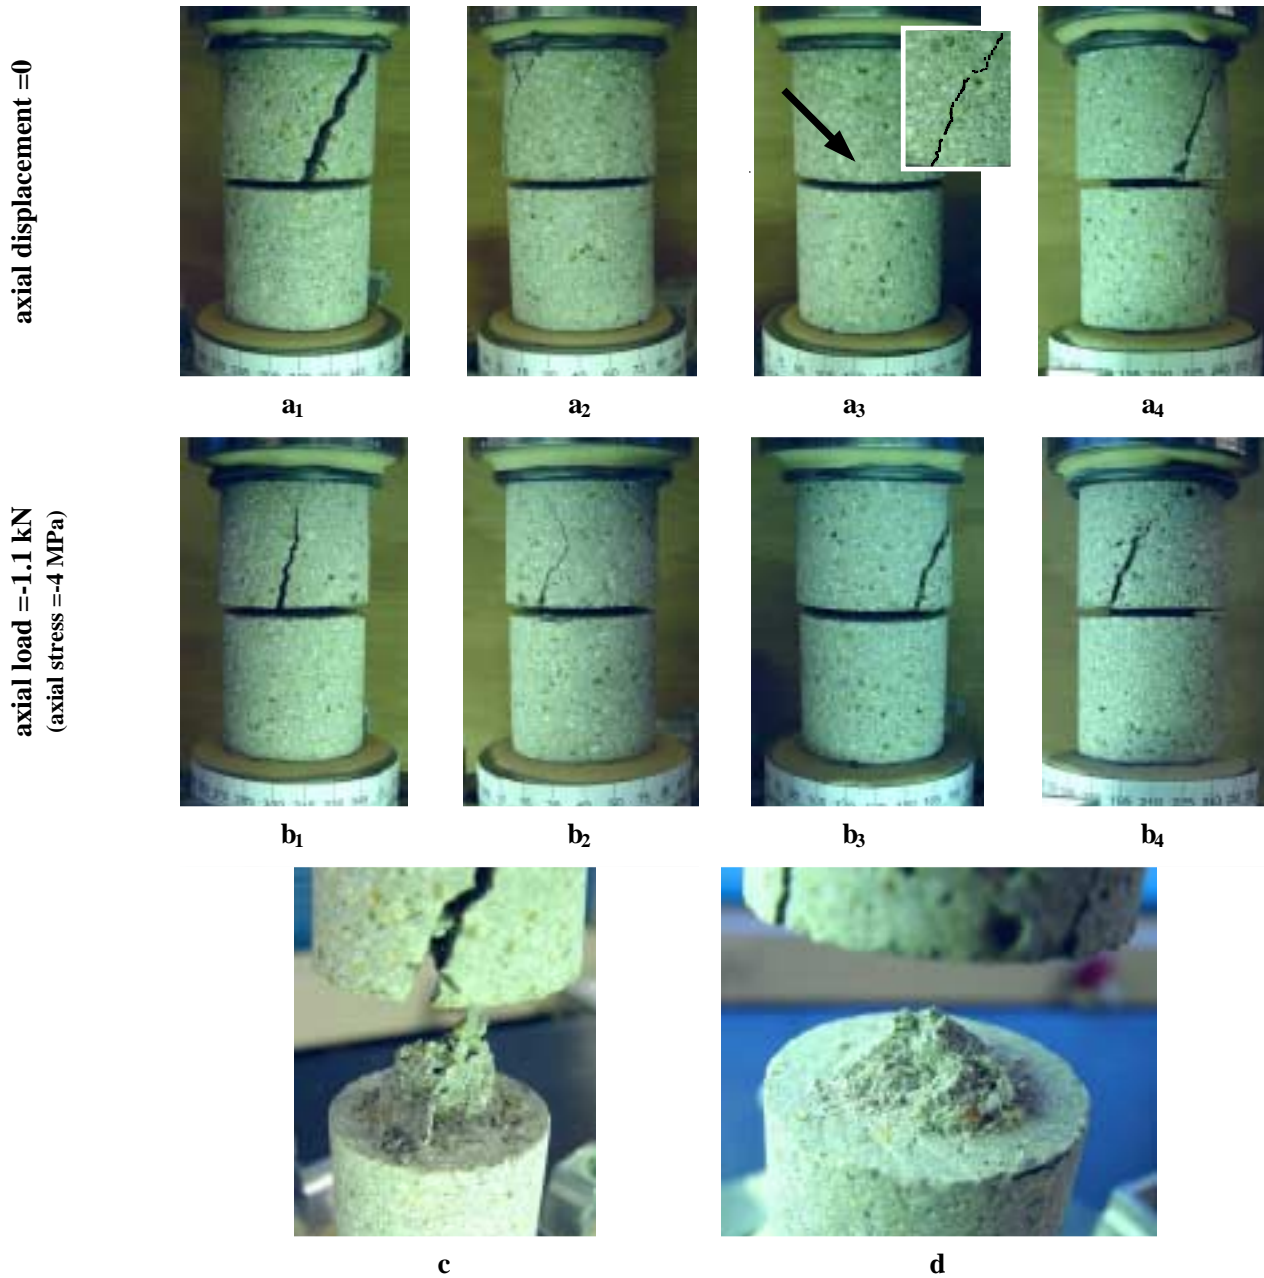 axial displacement =0
a1
a2
a3
a4
axial load =-1.1 kN
(axial stress =-4 MPa)
b1
b2
b3
b4
c
d